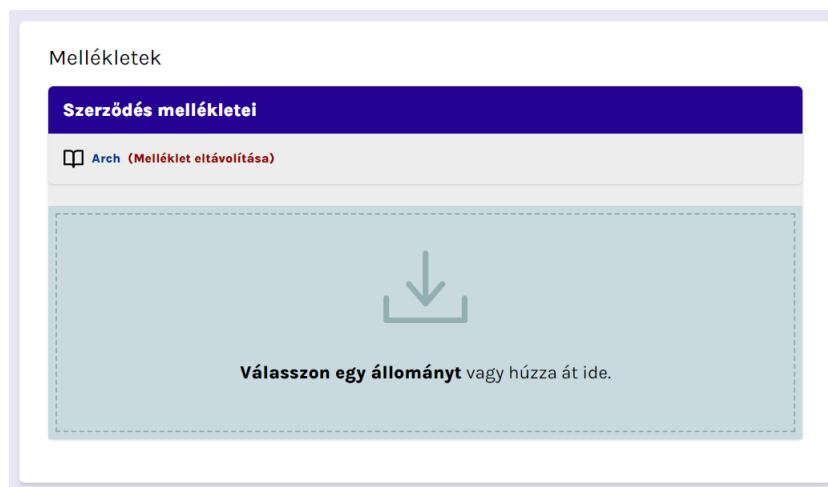 Mellékletek
Szerződés mellékletei
Arch (Melléklet eltávolítása)
Válasszon egy állományt vagy húzza át ide.